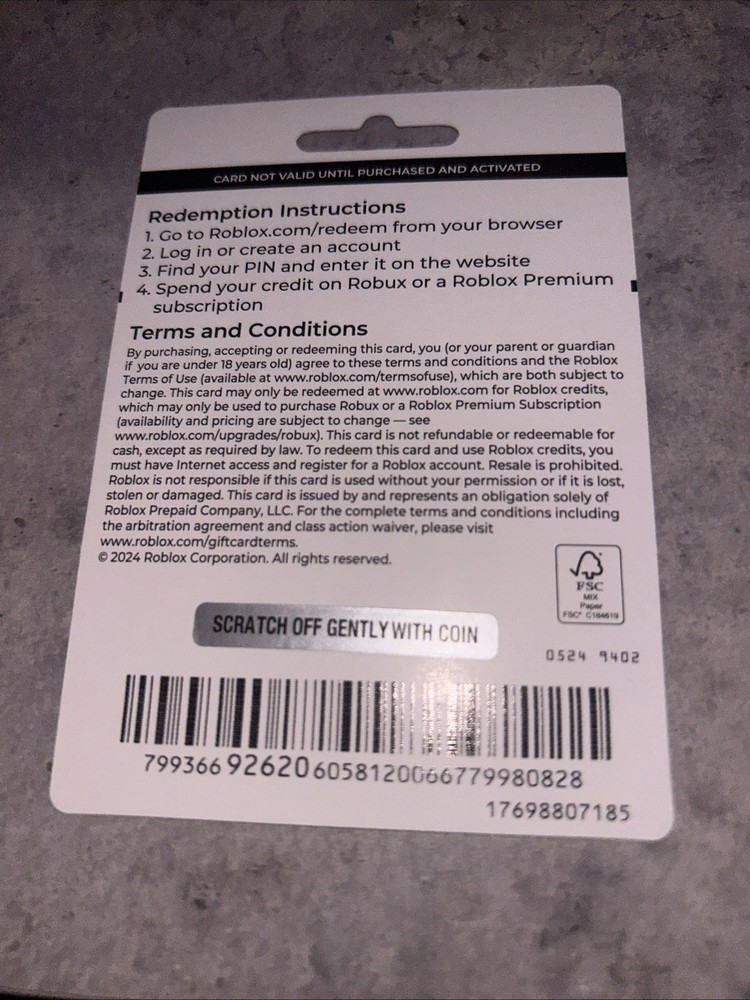 CARD NOT VALID UNTIL PURCHASED AND ACTIVATED
Redemption Instructions
1. Go to Roblox.com/redeem from your browser
2. Log in or create an account
3. Find your PIN and enter it on the website
4. Spend your credit on Robux or a Roblox Premium
subscription
Terms and Conditions
By purchasing, accepting or redeeming this card, you (or your parent or guardian
if you are under 18 years old) agree to these terms and conditions and the Roblox
Terms of Use (available at www.roblox.com/termsofuse), which are both subject to
change. This card may only be redeemed at www.roblox.com for Roblox credits,
which may only be used to purchase Robux or a Roblox Premium Subscription
(availability and pricing are subject to change — see
www.roblox.com/upgrades/robux). This card is not refundable or redeemable for
cash, except as required by law. To redeem this card and use Roblox credits, you
must have Internet access and register for a Roblox account. Resale is prohibited.
Roblox is not responsible if this card is used without your permission or if it is lost,
stolen or damaged. This card is issued by and represents an obligation solely of
Roblox Prepaid Company, LLC. For the complete terms and conditions including
the arbitration agreement and class action waiver, please visit
www.roblox.com/giftcardterms.
© 2024 Roblox Corporation. All rights reserved.
FSC
MIX
Paper
FSC® C184619
SCRATCH OFF GENTLY WITH COIN
0524 9402
799366 92620 6058120066779980828
17698807185